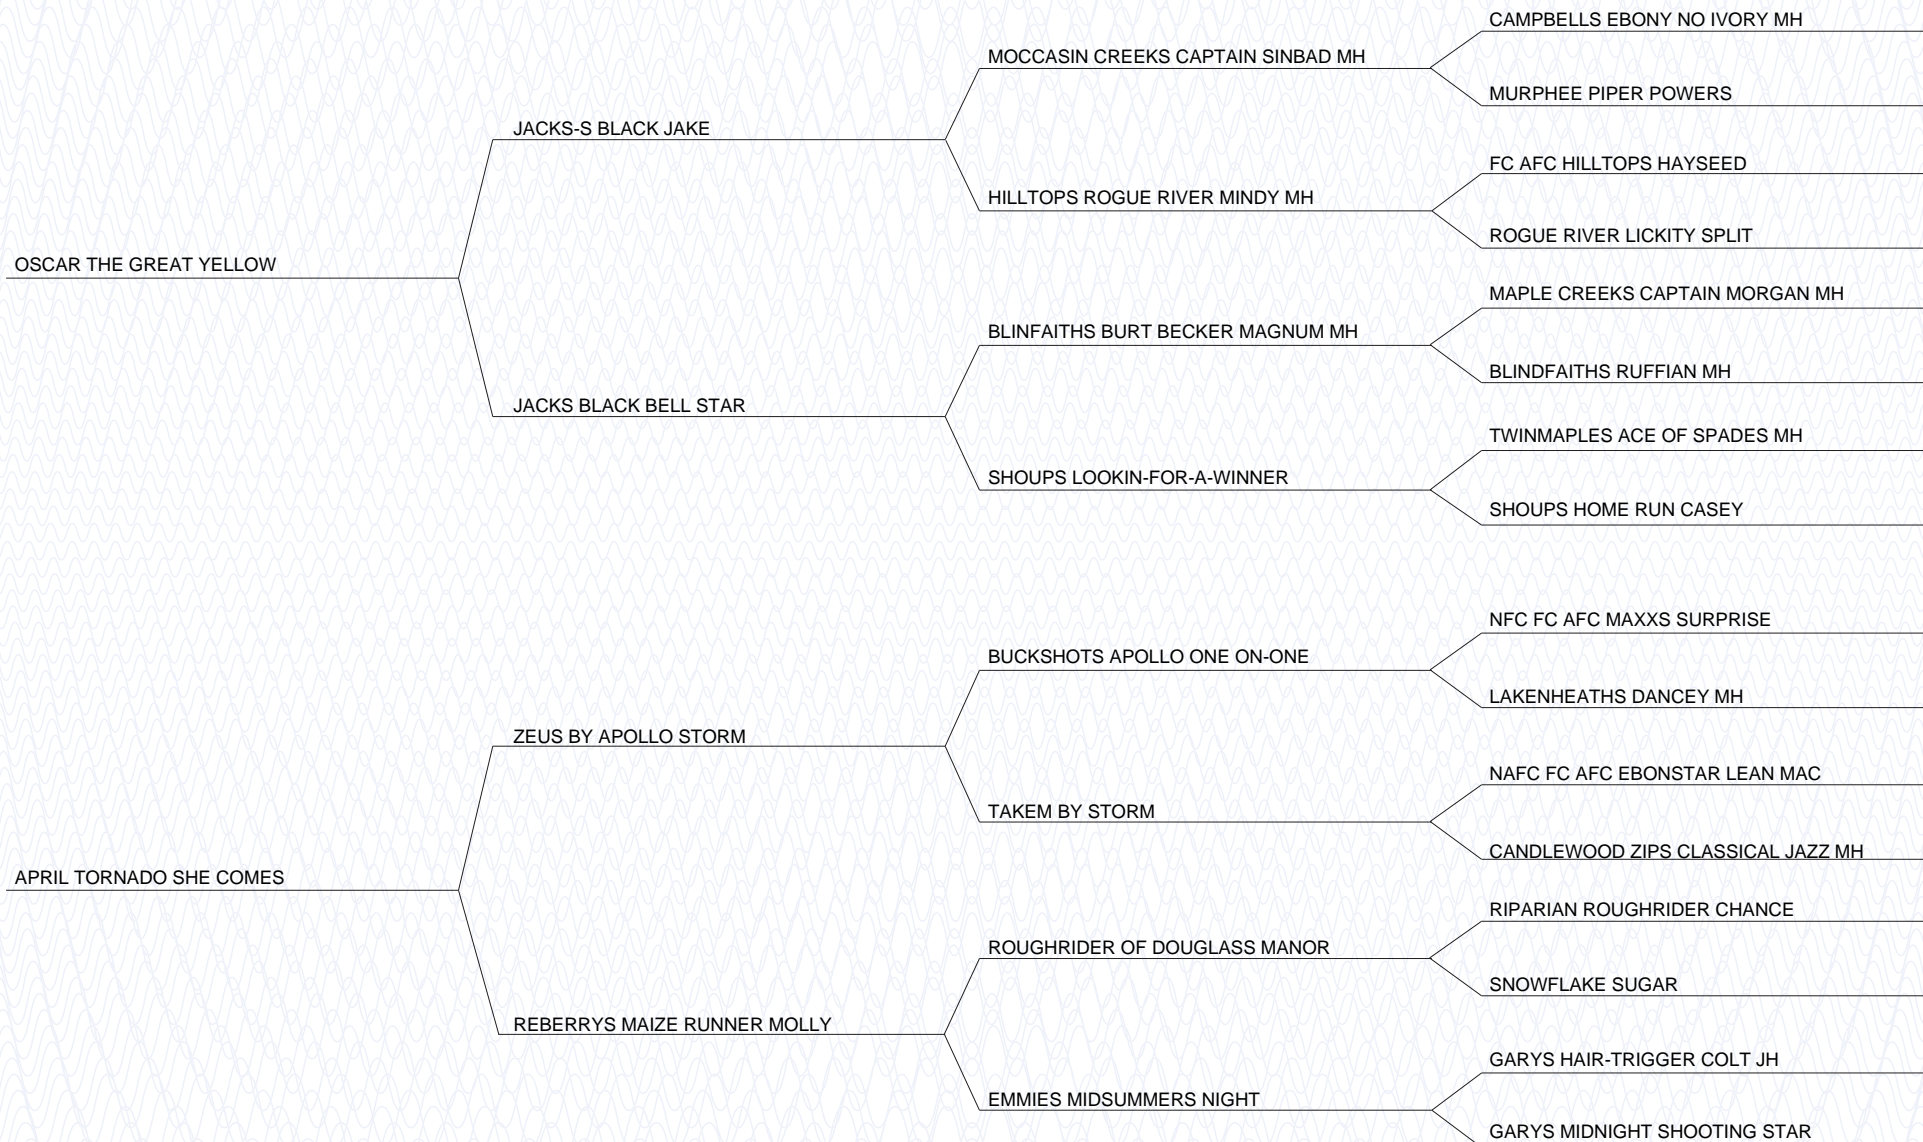 CAMPBELLS EBONY NO IVORY MH
MOCCASIN CREEKS CAPTAIN SINBAD MH
MURPHEE PIPER POWERS
JACKS-S BLACK JAKE
FC AFC HILLTOPS HAYSEED
HILLTOPS ROGUE RIVER MINDY MH
ROGUE RIVER LICKITY SPLIT
OSCAR THE GREAT YELLOW
MAPLE CREEKS CAPTAIN MORGAN MH
BLINFAITHS BURT BECKER MAGNUM MH
BLINDFAITHS RUFFIAN MH
JACKS BLACK BELL STAR
TWINMAPLES ACE OF SPADES MH
SHOUPS LOOKIN-FOR-A-WINNER
SHOUPS HOME RUN CASEY
NFC FC AFC MAXXS SURPRISE
BUCKSHOTS APOLLO ONE ON-ONE
LAKENHEATHS DANCEY MH
ZEUS BY APOLLO STORM
NAFC FC AFC EBONSTAR LEAN MAC
TAKEM BY STORM
CANDLEWOOD ZIPS CLASSICAL JAZZ MH
APRIL TORNADO SHE COMES
RIPARIAN ROUGHRIDER CHANCE
ROUGHRIDER OF DOUGLASS MANOR
SNOWFLAKE SUGAR
REBERRYS MAIZE RUNNER MOLLY
GARYS HAIR-TRIGGER COLT JH
EMMIES MIDSUMMERS NIGHT
GARYS MIDNIGHT SHOOTING STAR